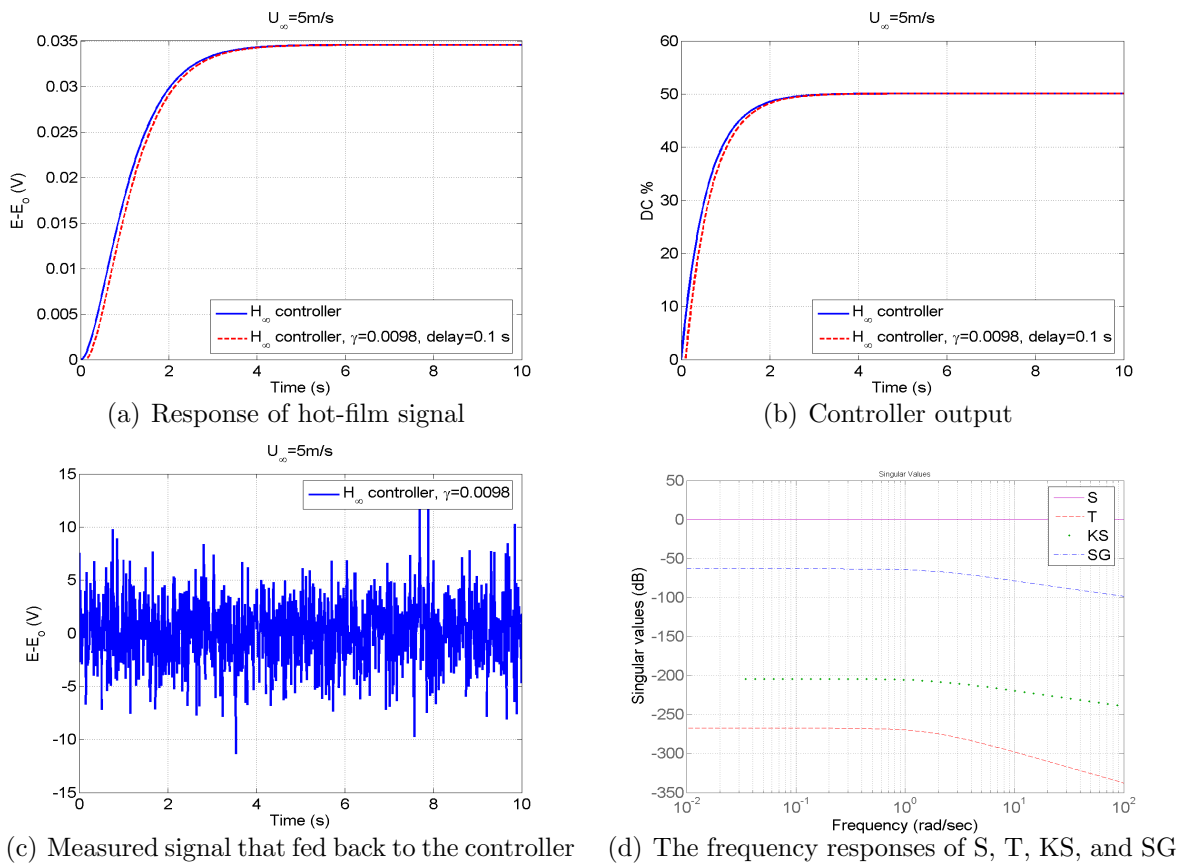 U∞=5m/s
0.035
0.03
0.025
0.02
0.015
0.01
0.005
0
E-Eo (V)
H∞ controller
H∞ controller, γ=0.0098, delay=0.1 s
0 2 4 6 8 10
Time (s)
(a) Response of hot-film signal
U∞=5m/s
60
50
40
30
20
10
0
DC %
H∞ controller
H∞ controller, γ=0.0098, delay=0.1 s
0 2 4 6 8 10
Time (s)
(b) Controller output
U∞=5m/s
15
10
5
0
-5
-10
-15
E-Eo (V)
H∞ controller, γ=0.0098
0 2 4 6 8 10
Time (s)
(c) Measured signal that fed back to the controller
Singular Values
50
0
-50
-100
-150
-200
-250
-300
-350
Singular values (dB)
S
T
KS
SG
10^-2 10^-1 10^0 10^1 10^2
Frequency (rad/sec)
(d) The frequency responses of S, T, KS, and SG